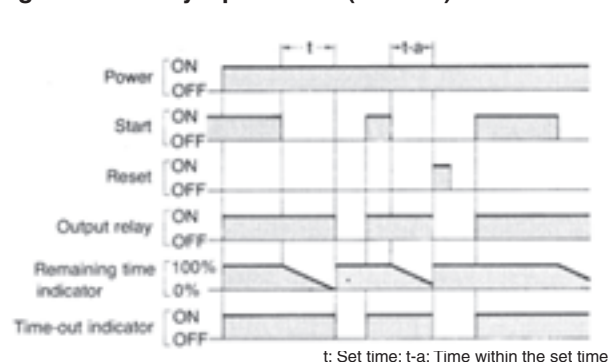 t t-a
Power ON
OFF
Start ON
OFF
Reset ON
OFF
Output relay ON
OFF
Remaining time 100%
indicator 0%
Time-out indicator ON
OFF
t: Set time; t-a: Time within the set time